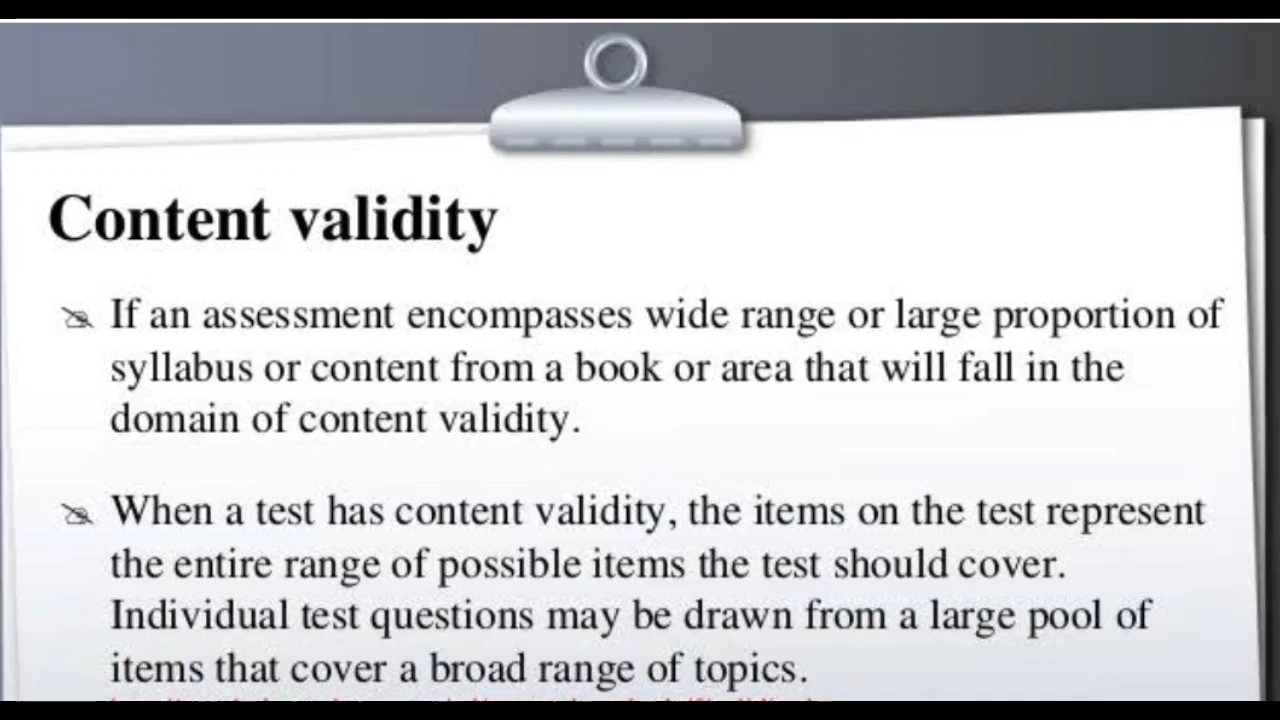 Content validity
If an assessment encompasses wide range or large proportion of
syllabus or content from a book or area that will fall in the
domain of content validity.
When a test has content validity, the items on the test represent
the entire range of possible items the test should cover.
Individual test questions may be drawn from a large pool of
items that cover a broad range of topics.